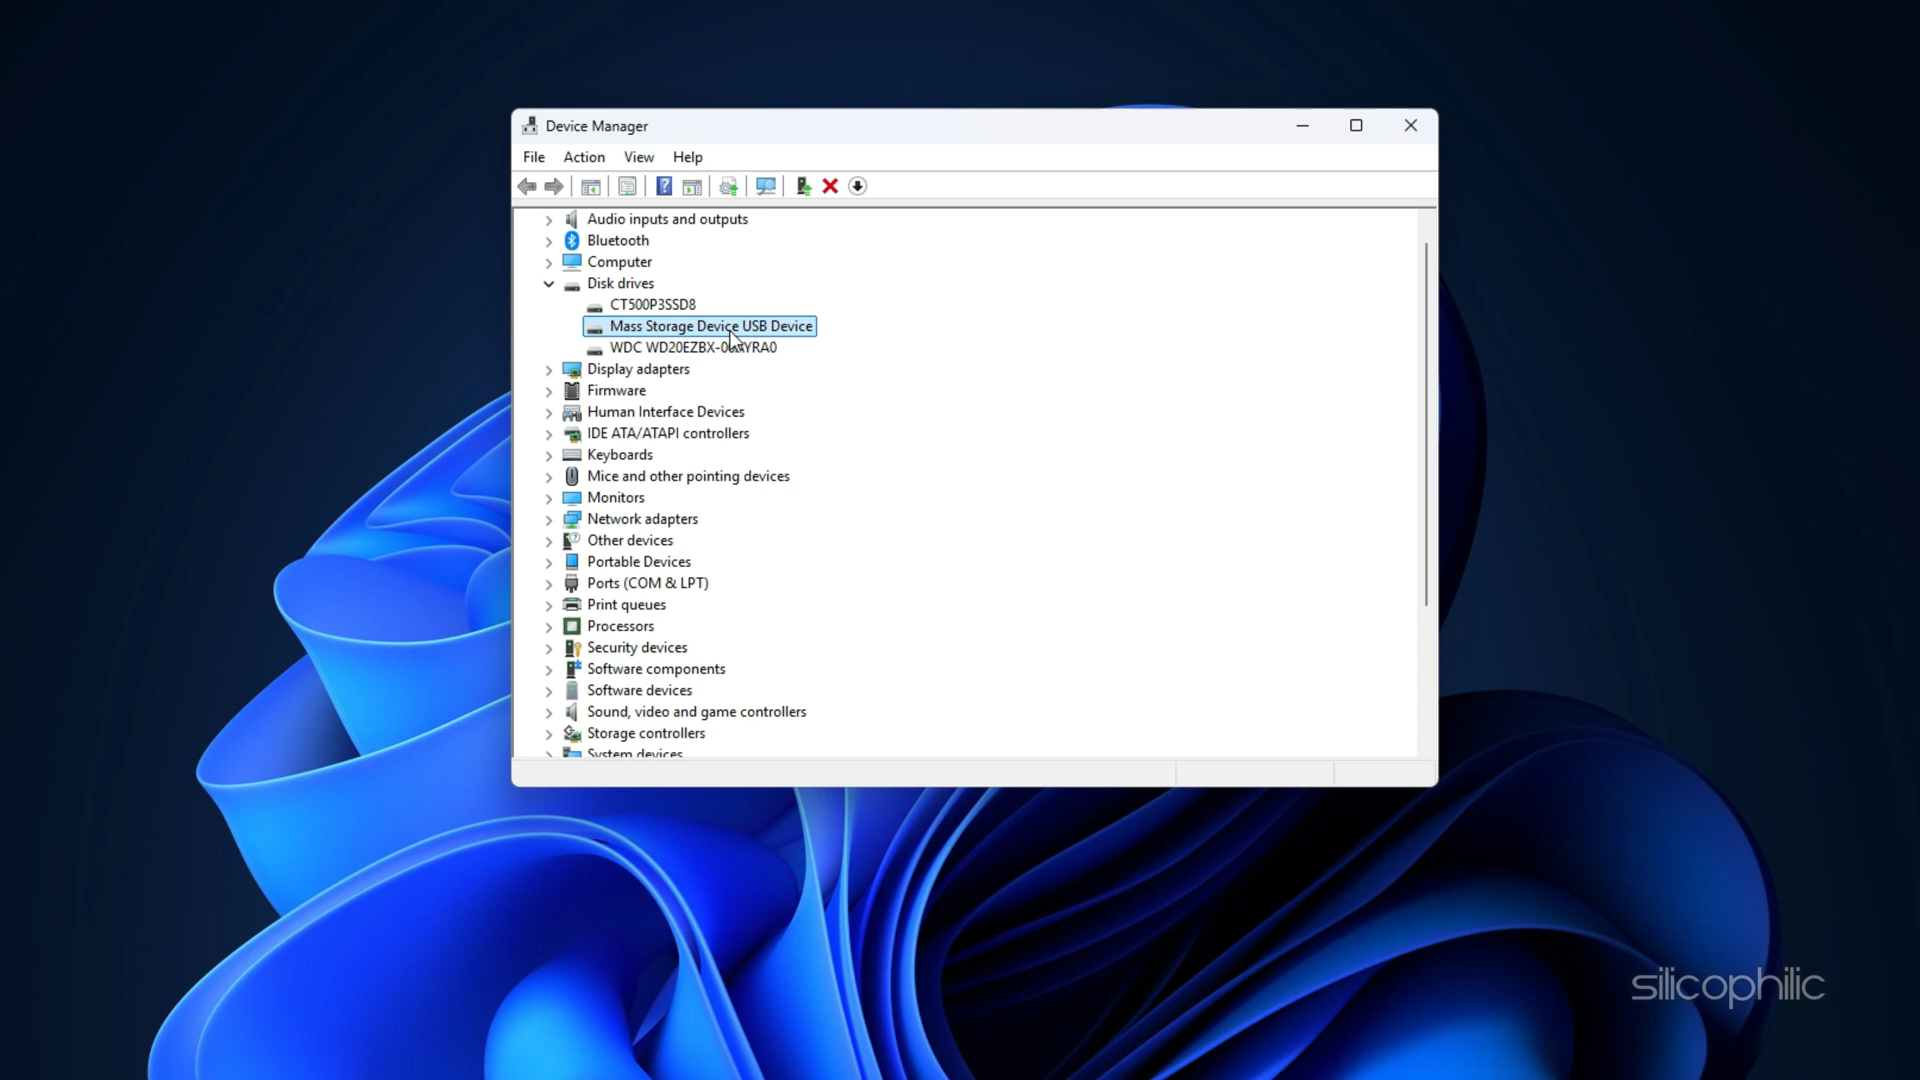 Device Manager
File Action View Help
Audio inputs and outputs
Bluetooth
Computer
Disk drives
CT500P3SSD8
Mass Storage Device USB Device
WDC
Display adapters
Firmware
Human Interface Devices
IDE ATA/ATAPI controllers
Keyboards
Mice and other pointing devices
Monitors
Network adapters
Other devices
Portable Devices
Ports (COM & LPT)
Print queues
Processors
Security devices
Software components
Software devices
Sound, video and game controllers
Storage controllers
System devices
silicophilic